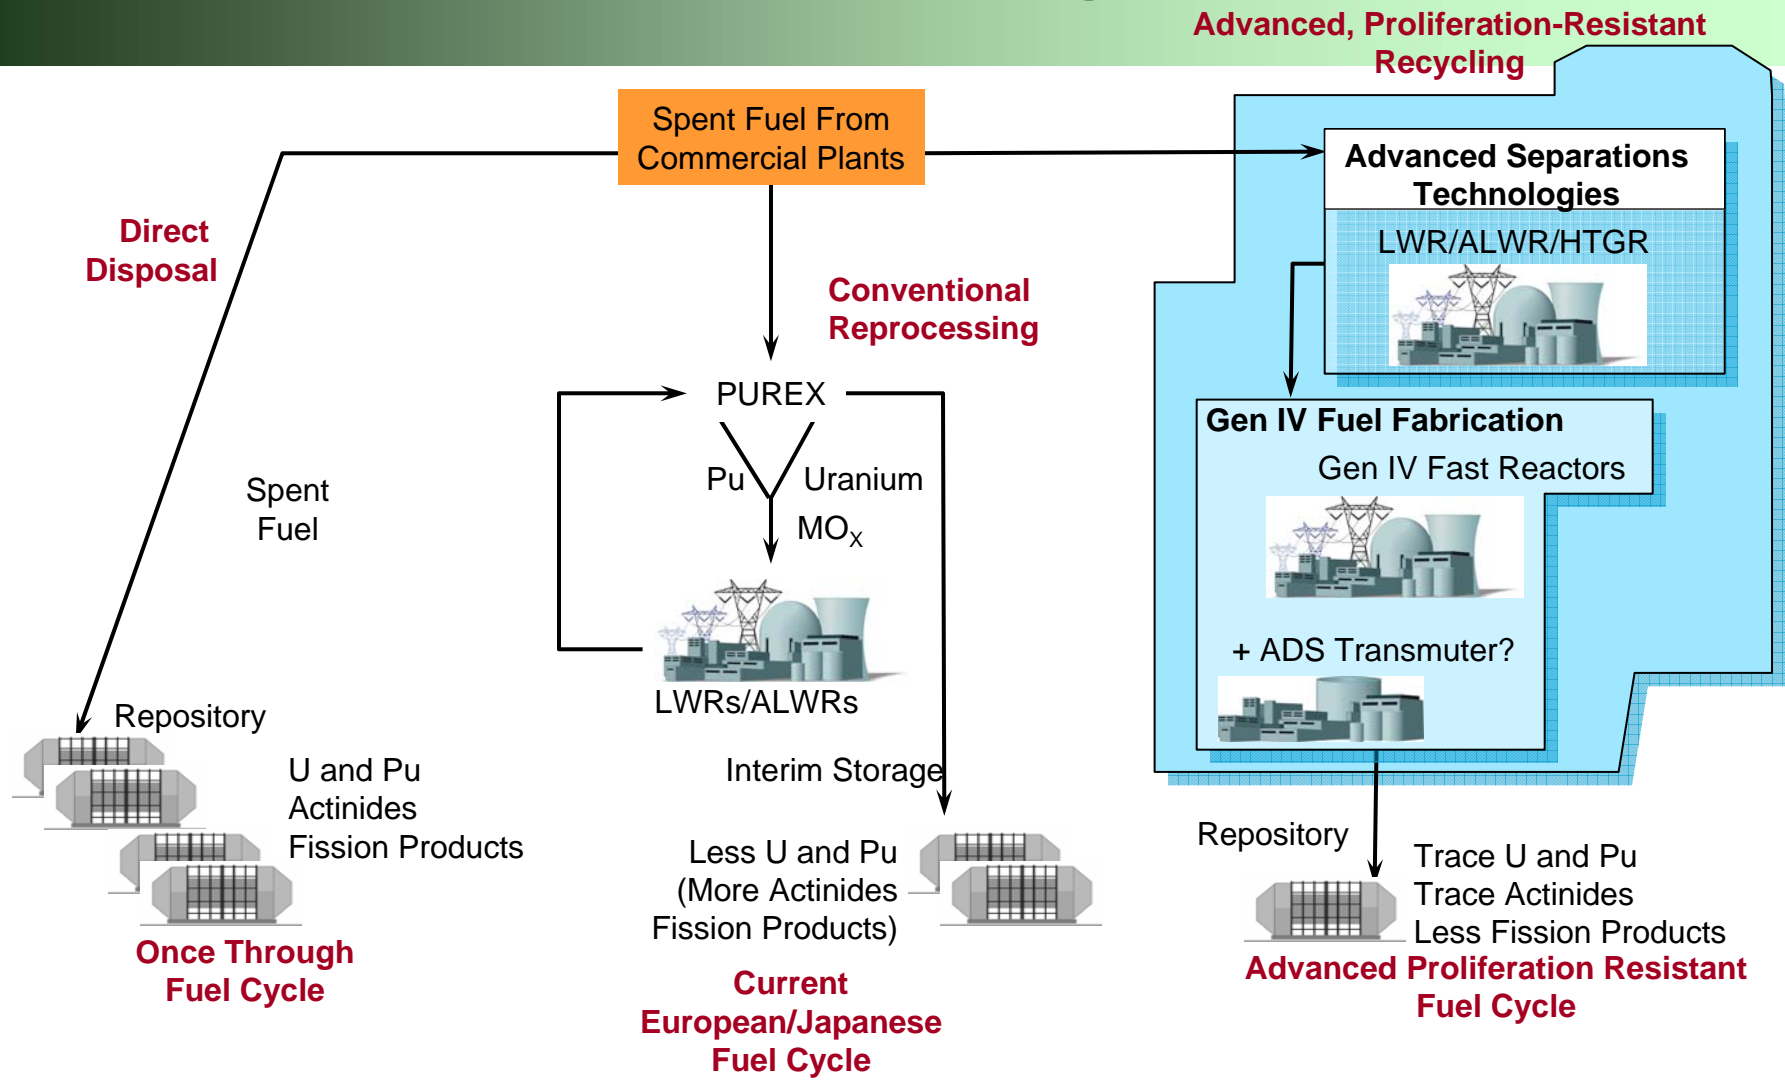 Advanced, Proliferation-Resistant
Recycling
Spent Fuel From
Commercial Plants
Advanced Separations
Technologies
LWR/ALWR/HTGR
Direct
Disposal
Conventional
Reprocessing
PUREX
Pu
Uranium
MOX
Spent
Fuel
LWRs/ALWRs
Gen IV Fuel Fabrication
Gen IV Fast Reactors
+ ADS Transmuter?
Repository
U and Pu
Actinides
Fission Products
Once Through
Fuel Cycle
Interim Storage
Less U and Pu
(More Actinides
Fission Products)
Current
European/Japanese
Fuel Cycle
Repository
Trace U and Pu
Trace Actinides
Less Fission Products
Advanced Proliferation Resistant
Fuel Cycle